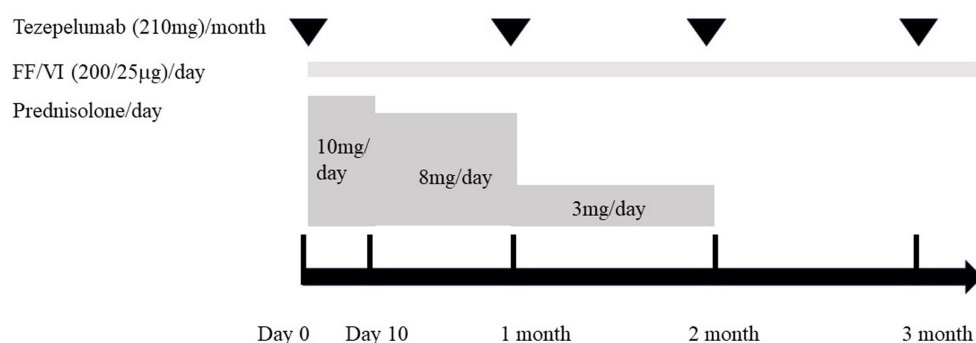 Tezepelumab (210mg)/month
FF/VI (200/25μg)/day
Prednisolone/day
10mg/
day
8mg/day
3mg/day
Day 0
Day 10
1 month
2 month
3 month